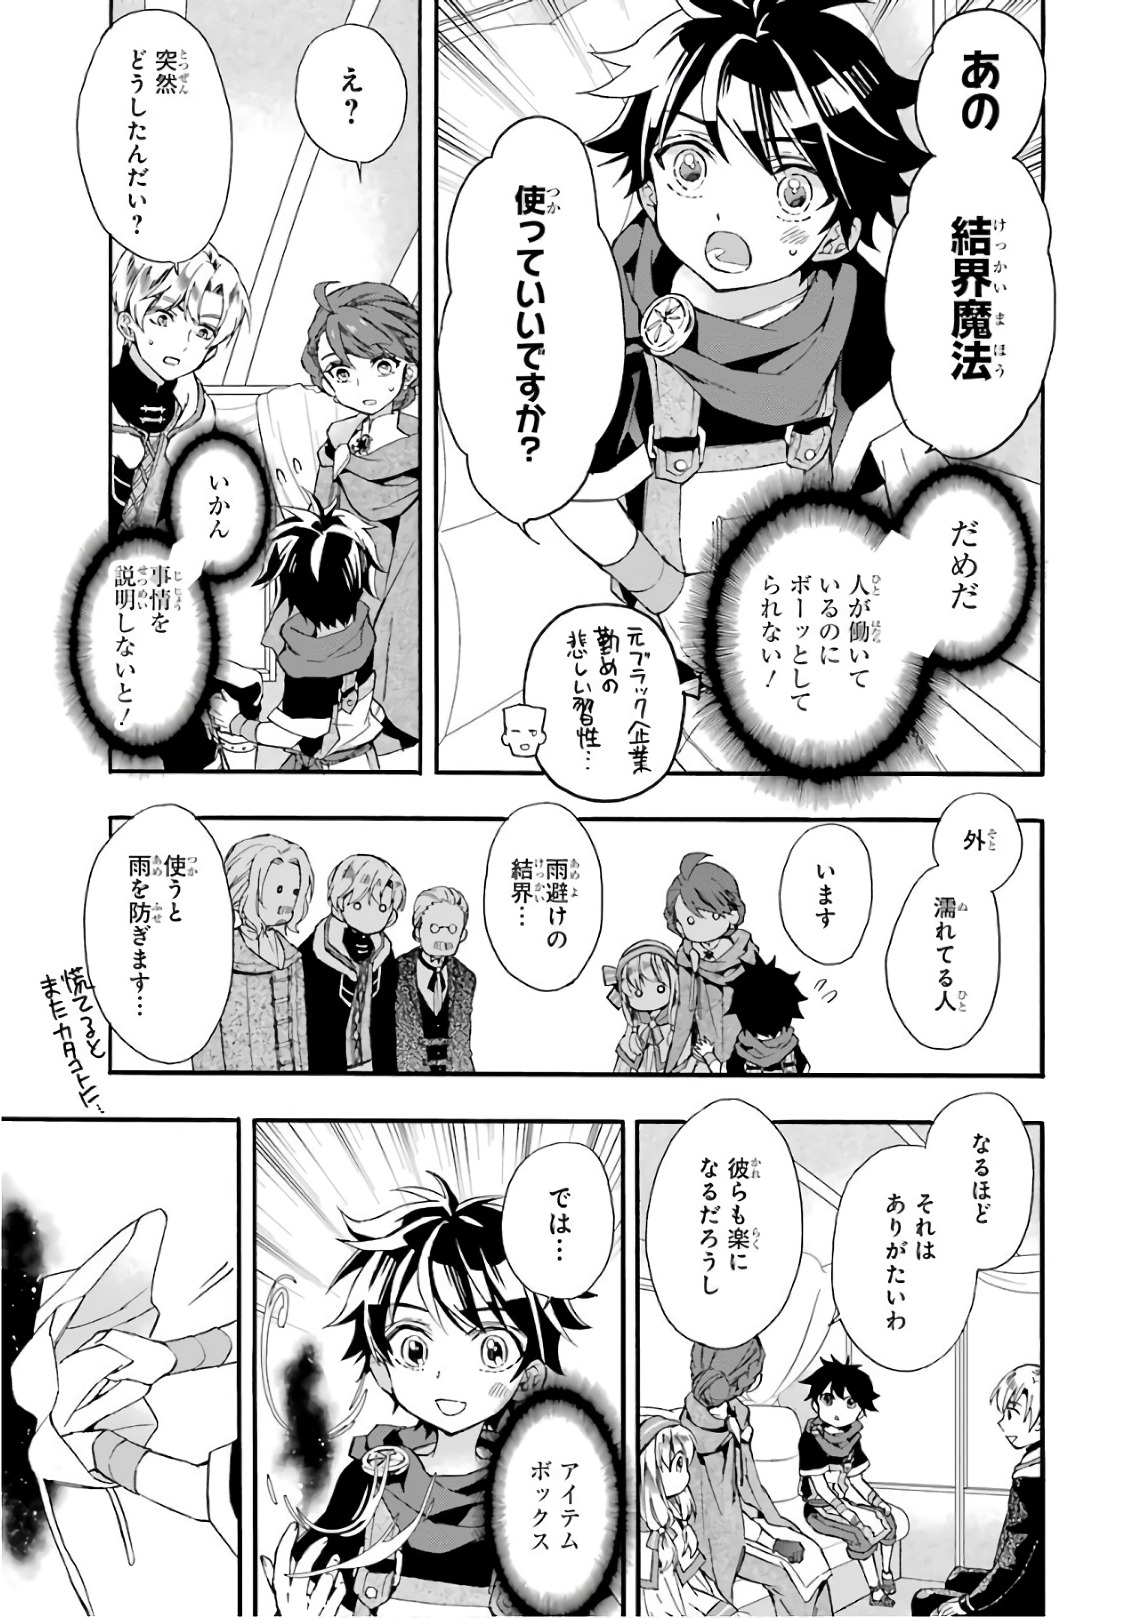 あの
結界魔法
使っていいですか?
だめだ
人が働いて
いるのに
ボーッとして
られない!
元ブラック企業
勤めの
悲しい習性…
え?
突然
どうしたんだい?
いかん
事情を
説明しないと!
外
濡れてる人
います
雨避けの
結界…
使うと
雨を防ぎます…
慌てると
またカタコトに…
なるほど
それは
ありがたいわ
彼らも楽に
なるだろうし
では…
アイテム
ボックス